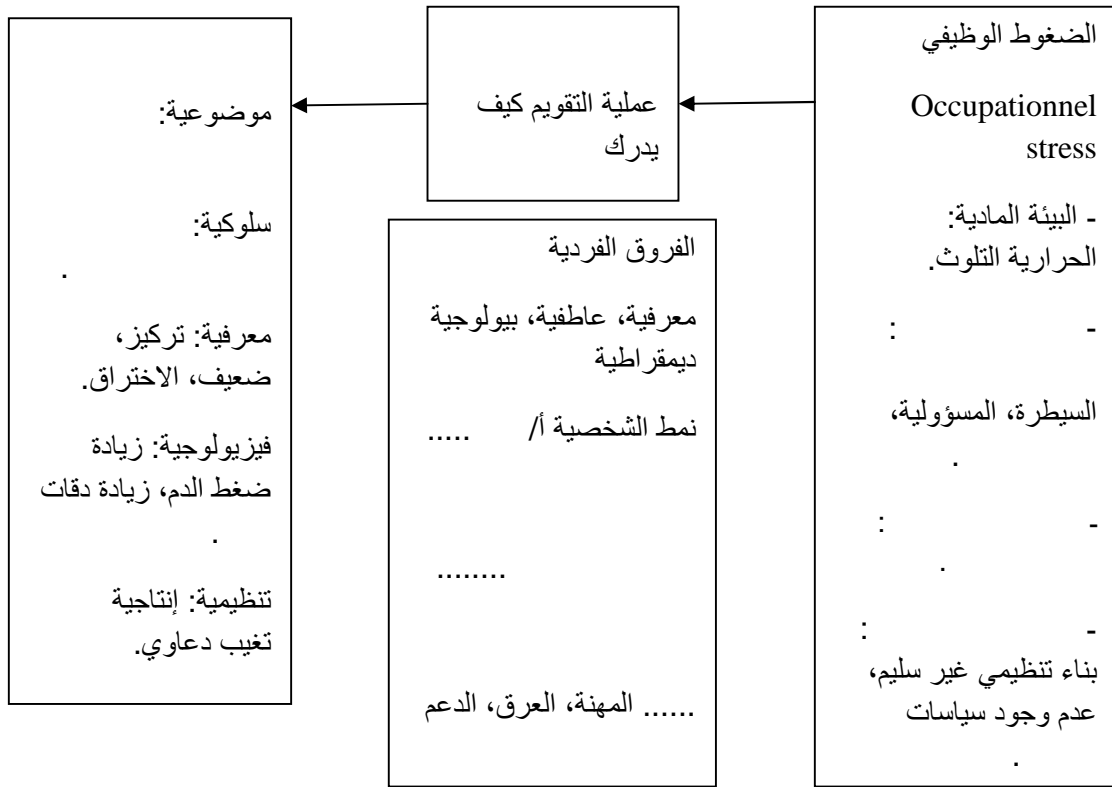 الضغوط الوظيفي
Occupationnel
stress
- البيئة المادية:
الحرارية التلوث.
- :
السيطرة، المسؤولية،
.
- :
.
- :
بناء تنظيمي غير سليم،
عدم وجود سياسات
.
عملية التقويم كيف
يدرك
الفروق الفردية
معرفية، عاطفية، بيولوجية
ديمقراطية
نمط الشخصية أ/ .....
........
...... المهنة، العرق، الدعم
موضوعية:
سلوكية:
.
معرفية: تركيز،
ضعيف، الاختراق.
فيزيولوجية: زيادة
ضغط الدم، زيادة دقات
.
تنظيمية: إنتاجية
تغيب دعاوي.